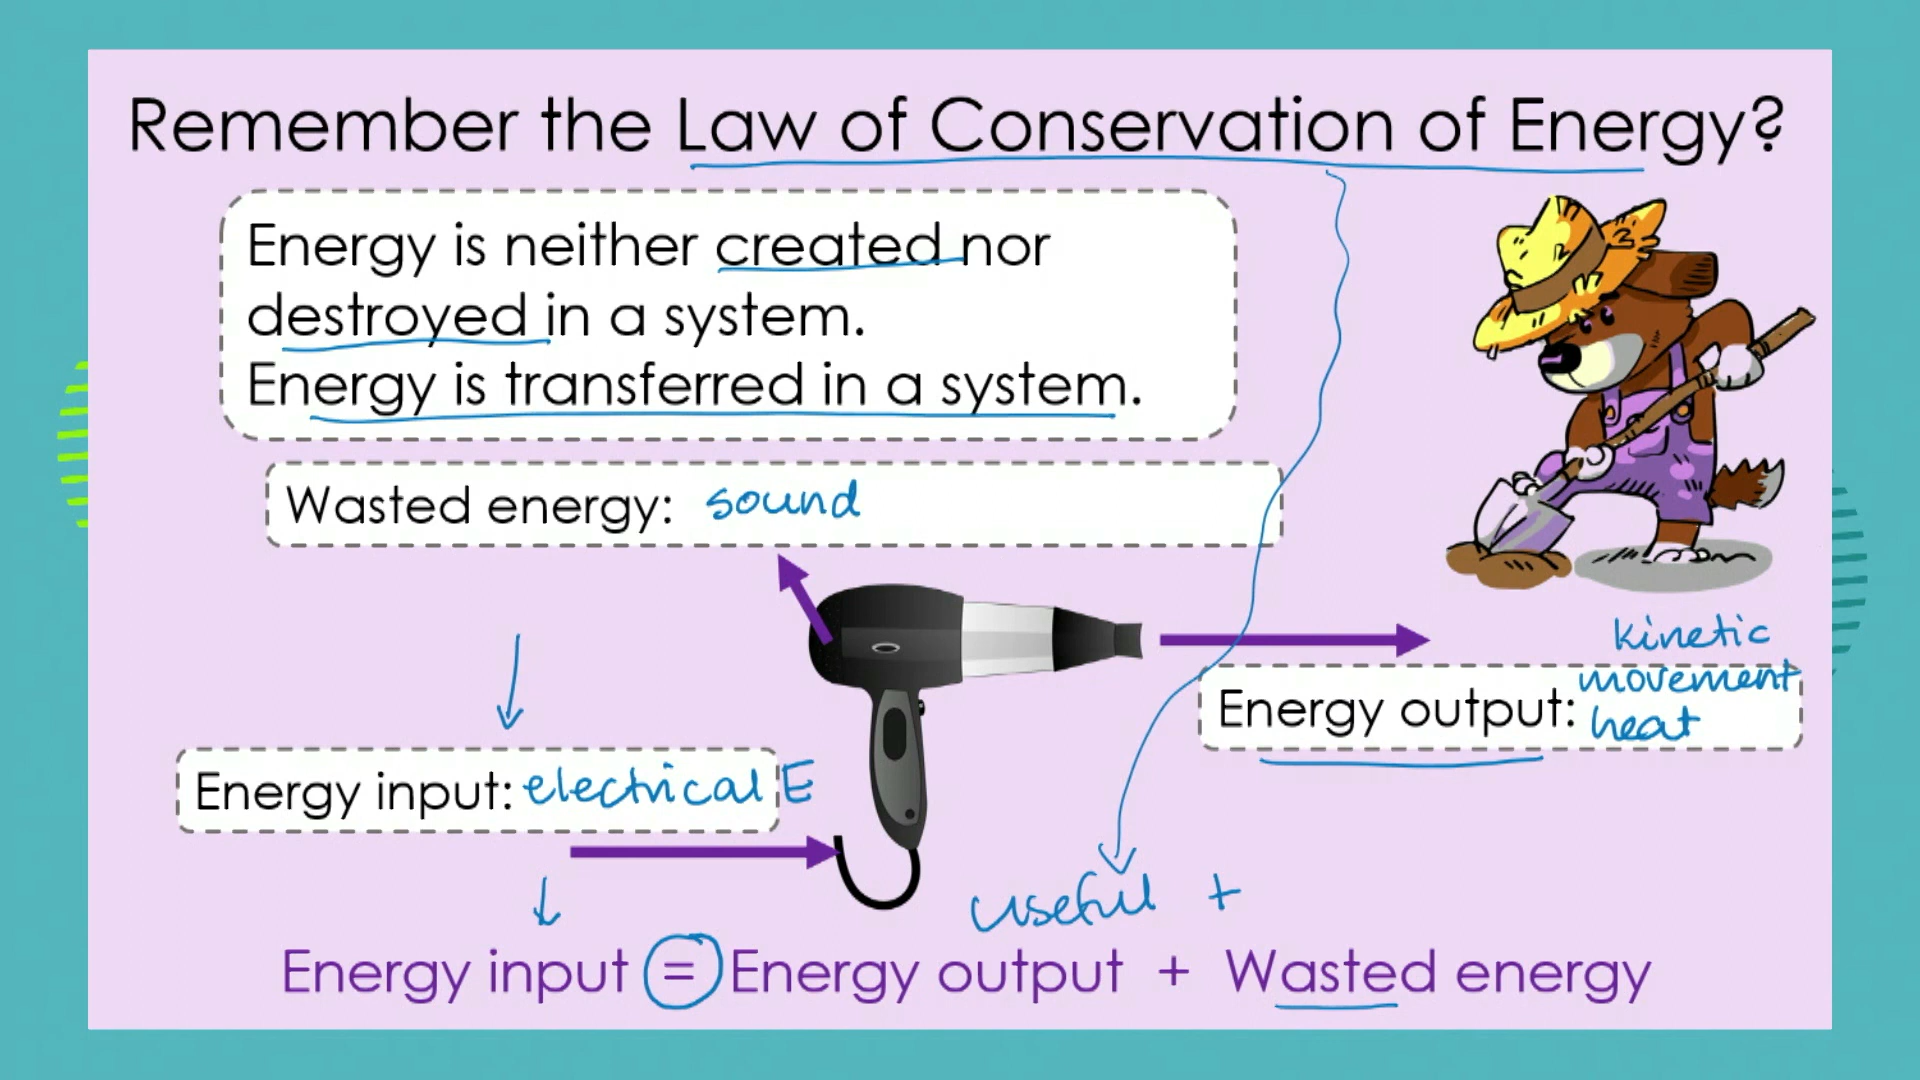 Remember the Law of Conservation of Energy?
Energy is neither created nor
destroyed in a system.
Energy is transferred in a system.
Wasted energy: sound
kinetic
movement
Energy output: heat
Energy input: electrical E
useful +
Energy input = Energy output + Wasted energy